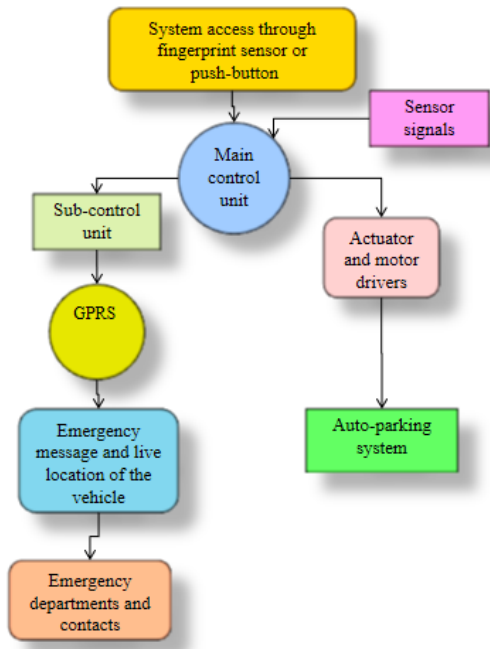 System access through
fingerprint sensor or
push-button
Sensor
signals
Main
control
unit
Sub-control
unit
Actuator
and motor
drivers
GPRS
Emergency
message and live
location of the
vehicle
Auto-parking
system
Emergency
departments and
contacts